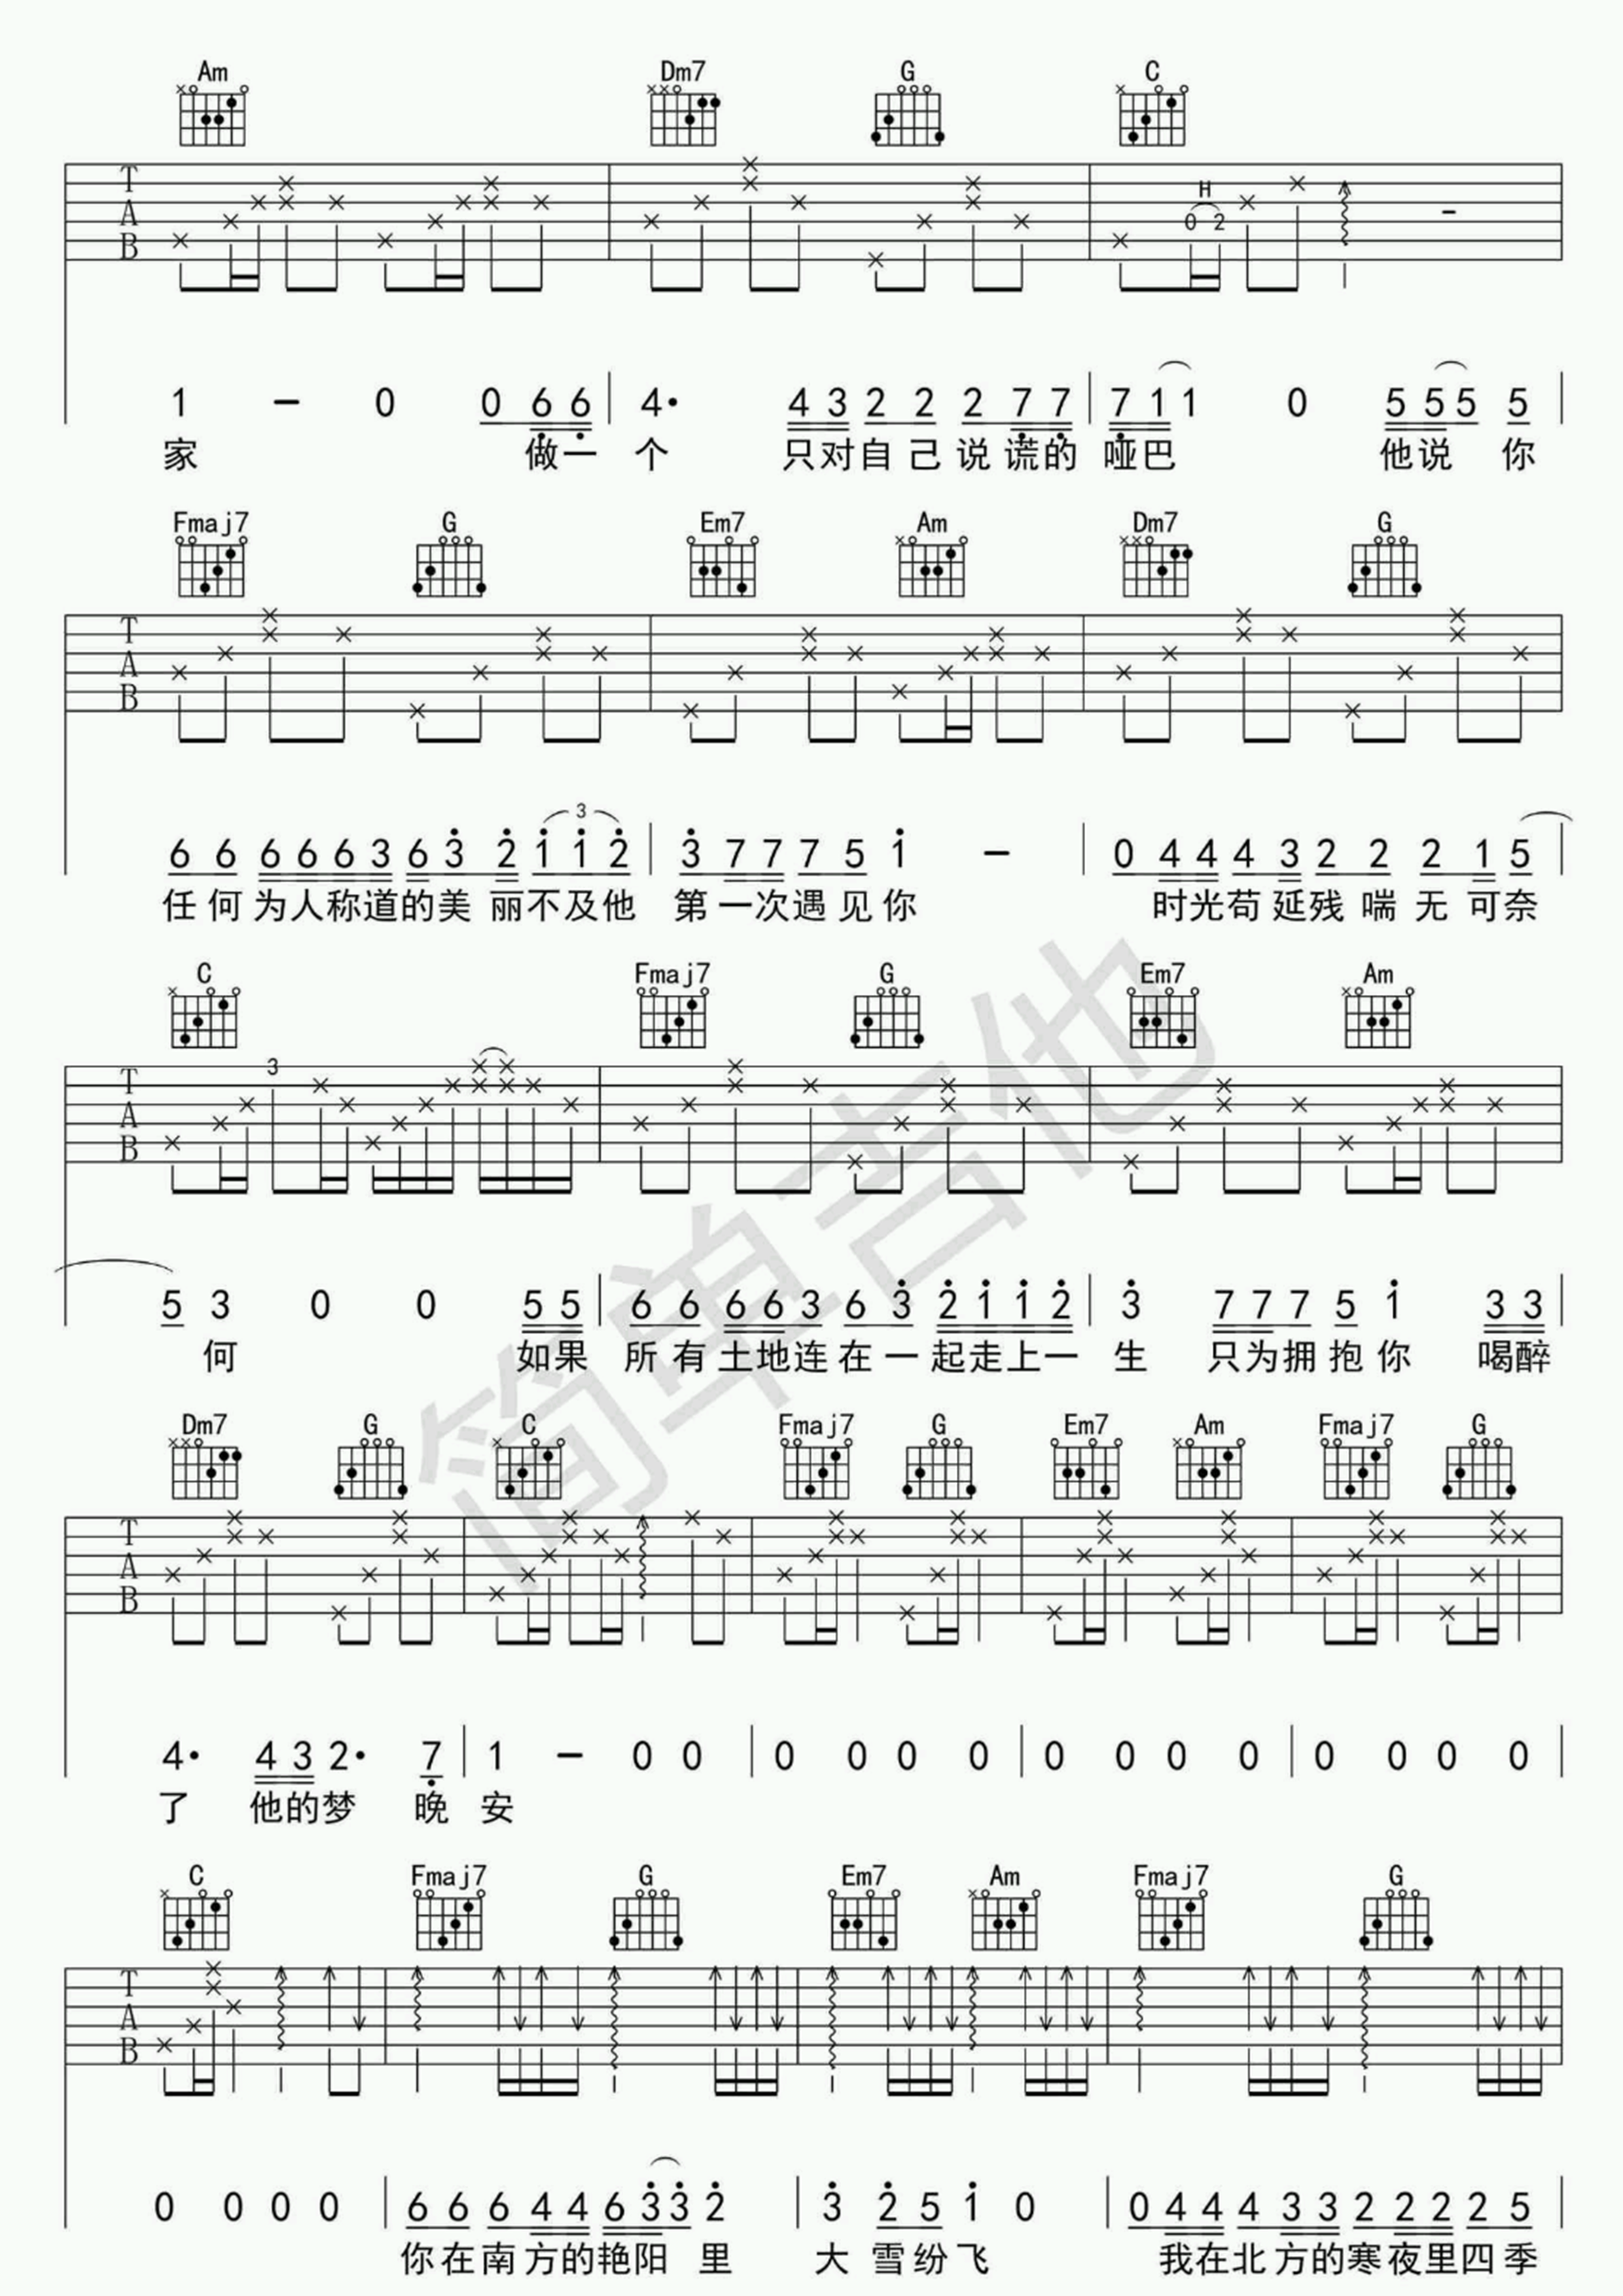 Am Dm7 G C
T A B H 0 2 -
1 - 0 0 6 6 | 4· 4 3 2 2 2 7 7 | 7 1 1 0 5 5 5 5 |
家 做一 个 只对自己说谎的 哑巴 他说 你
Fmaj7 G Em7 Am Dm7 G
T A B
3
6 6 6 6 6 3 6 3 2 1 1 2 | 3 7 7 7 5 1 - | 0 4 4 4 3 2 2 2 1 5 |
任何为人称道的美丽不及他 第一次遇见你 时光苟延残喘无可奈
C Fmaj7 G Em7 Am
T A B 3
5 3 0 0 5 5 | 6 6 6 6 3 6 3 2 1 1 2 | 3 7 7 7 5 1 3 3 |
何 如果 所有土地连在一起走上一 生 只为拥抱你 喝醉
Dm7 G C Fmaj7 G Em7 Am Fmaj7 G
T A B
4· 4 3 2· 7 | 1 - 0 0 | 0 0 0 0 | 0 0 0 0 | 0 0 0 0 |
了 他的梦 晚 安
C Fmaj7 G Em7 Am Fmaj7 G
T A B
0 0 0 0 | 6 6 6 4 4 6 3 3 2 | 3 2 5 1 0 | 0 4 4 4 3 3 2 2 2 2 5 |
你在南方的艳阳 里 大 雪纷飞 我在北方的寒夜里四季
简单吉他